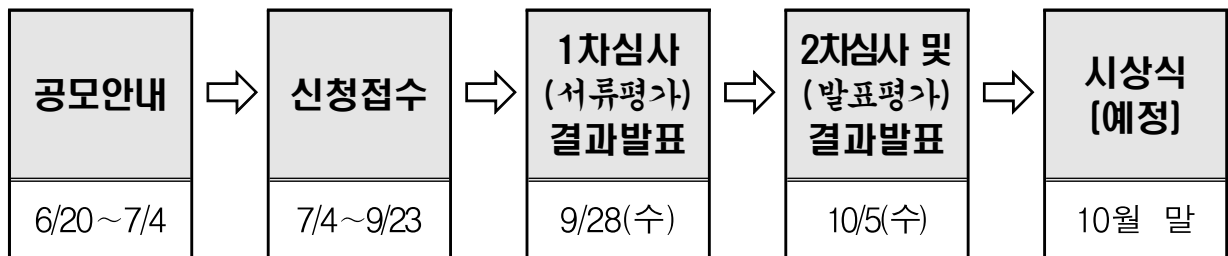 공모안내
6/20～7/4
신청접수
7/4～9/23
1차심사
(서류평가)
결과발표
9/28(수)
2차심사 및
(발표평가)
결과발표
10/5(수)
시상식
(예정)
10월 말